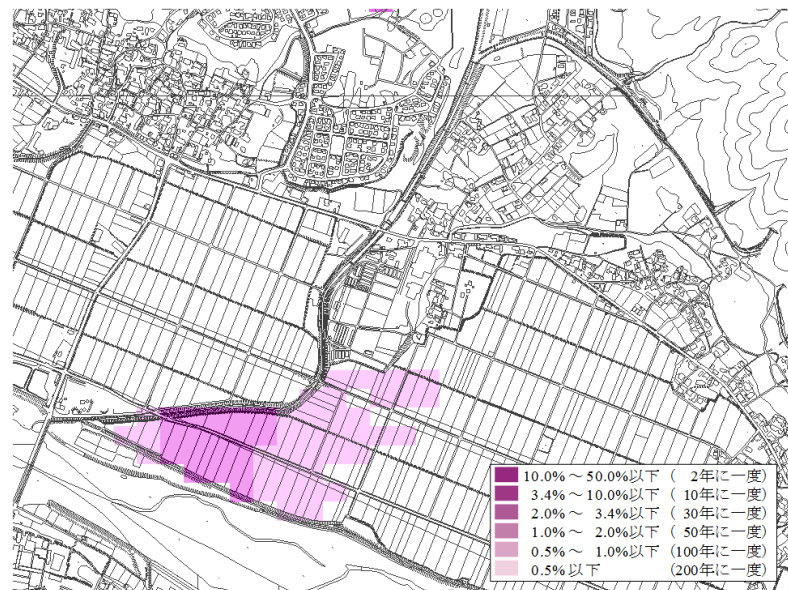 10.0%～50.0%以下（ 2年に一度）
3.4%～10.0%以下（ 10年に一度）
2.0%～ 3.4%以下（ 30年に一度）
1.0%～ 2.0%以下（ 50年に一度）
0.5%～ 1.0%以下（100年に一度）
0.5%以下 （200年に一度）